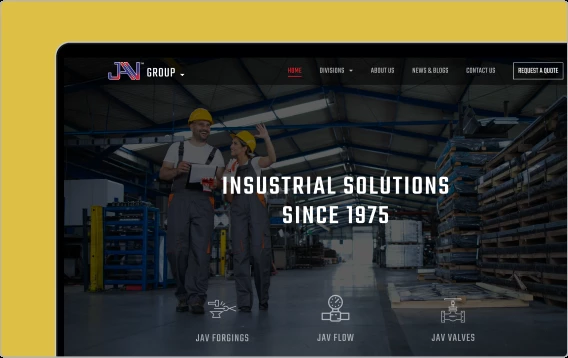 JAV GROUP
HOME DIVISIONS ABOUT US NEWS & BLOGS CONTACT US REQUEST A QUOTE
INSUSTRIAL SOLUTIONS
SINCE 1975
JAV FORGINGS JAV FLOW JAV VALVES